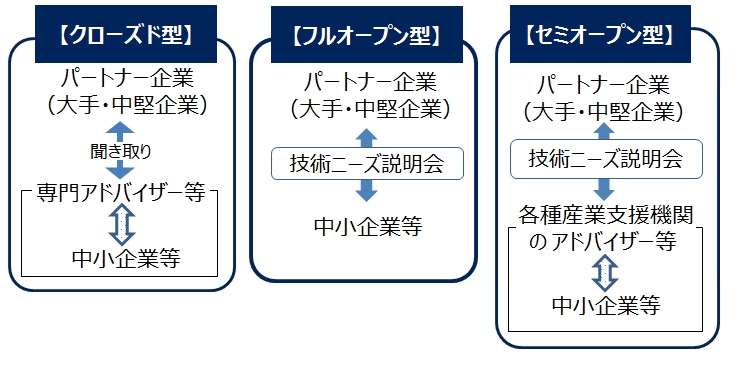 【クローズド型】
パートナー企業
（大手・中堅企業）
聞き取り
専門アドバイザー等
中小企業等
【フルオープン型】
パートナー企業
（大手・中堅企業）
技術ニーズ説明会
中小企業等
【セミオープン型】
パートナー企業
（大手・中堅企業）
技術ニーズ説明会
各種産業支援機関
のアドバイザー等
中小企業等